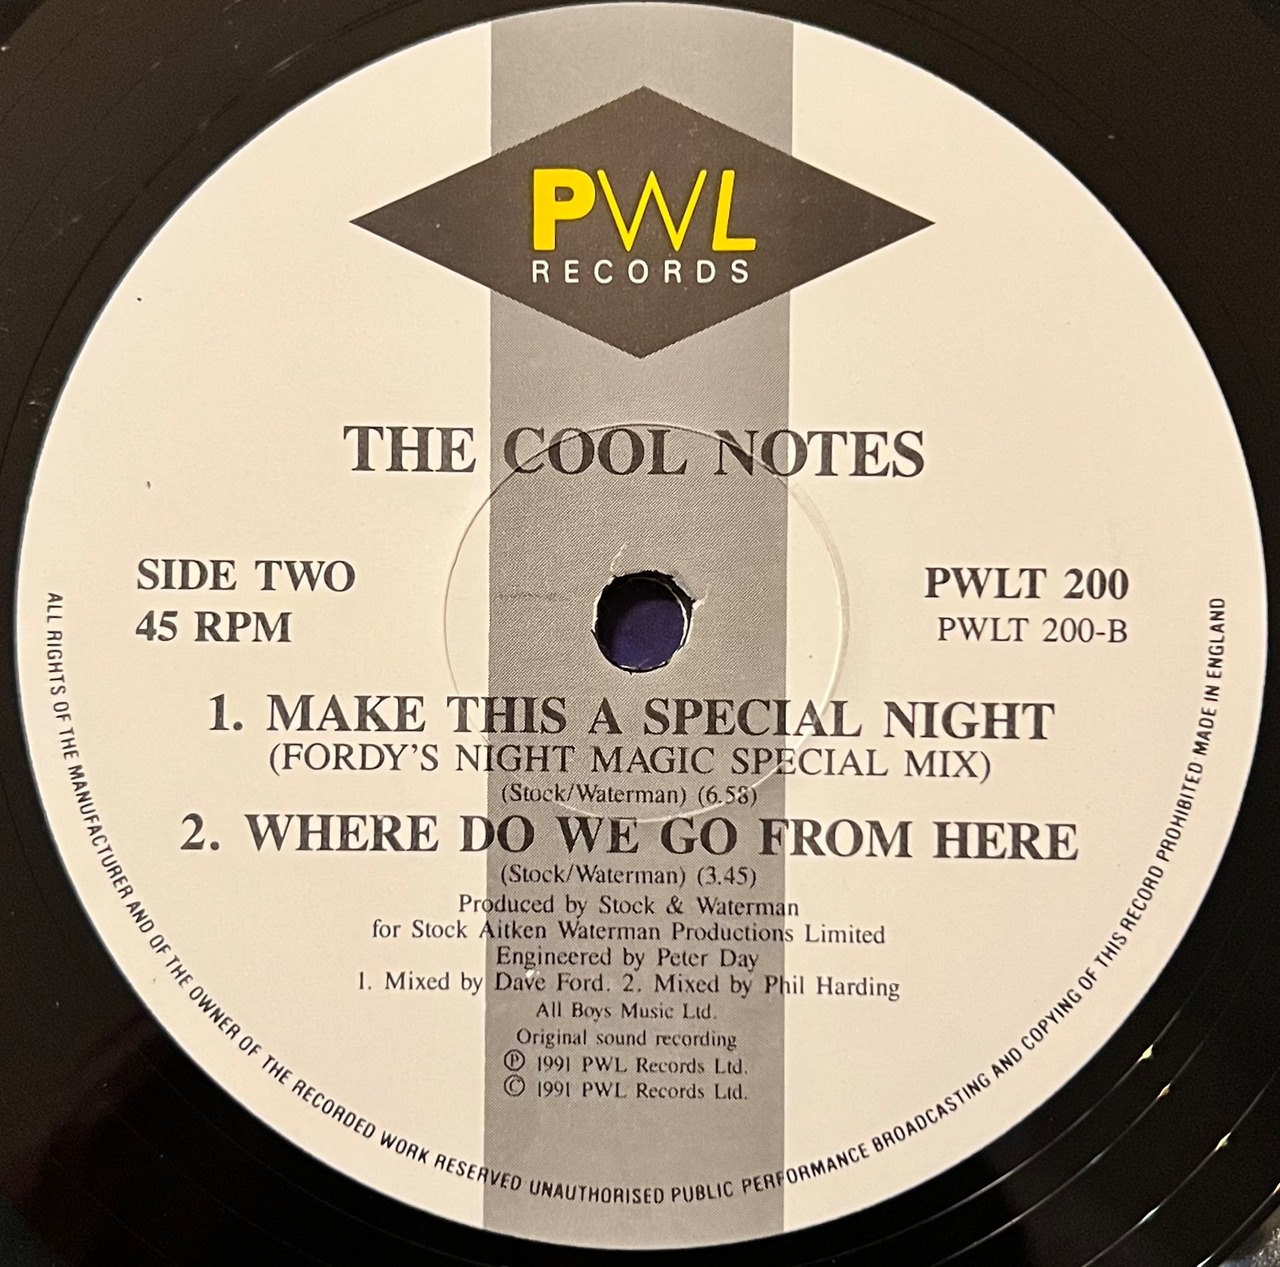 PWL
RECORDS
THE COOL NOTES
SIDE TWO
45 RPM
PWLT 200
PWLT 200-B
1. MAKE THIS A SPECIAL NIGHT
(FORDY'S NIGHT MAGIC SPECIAL MIX)
(Stock/Waterman) (6.58)
2. WHERE DO WE GO FROM HERE
(Stock/Waterman) (3.45)
Produced by Stock & Waterman
for Stock Aitken Waterman Productions Limited
Engineered by Peter Day
1. Mixed by Dave Ford. 2. Mixed by Phil Harding
All Boys Music Ltd.
Original sound recording
Ⓟ 1991 PWL Records Ltd.
© 1991 PWL Records Ltd.
ALL RIGHTS OF THE MANUFACTURER AND OF THE OWNER OF THE RECORDED WORK RESERVED UNAUTHORISED PUBLIC PERFORMANCE BROADCASTING AND COPYING OF THIS RECORD PROHIBITED MADE IN ENGLAND